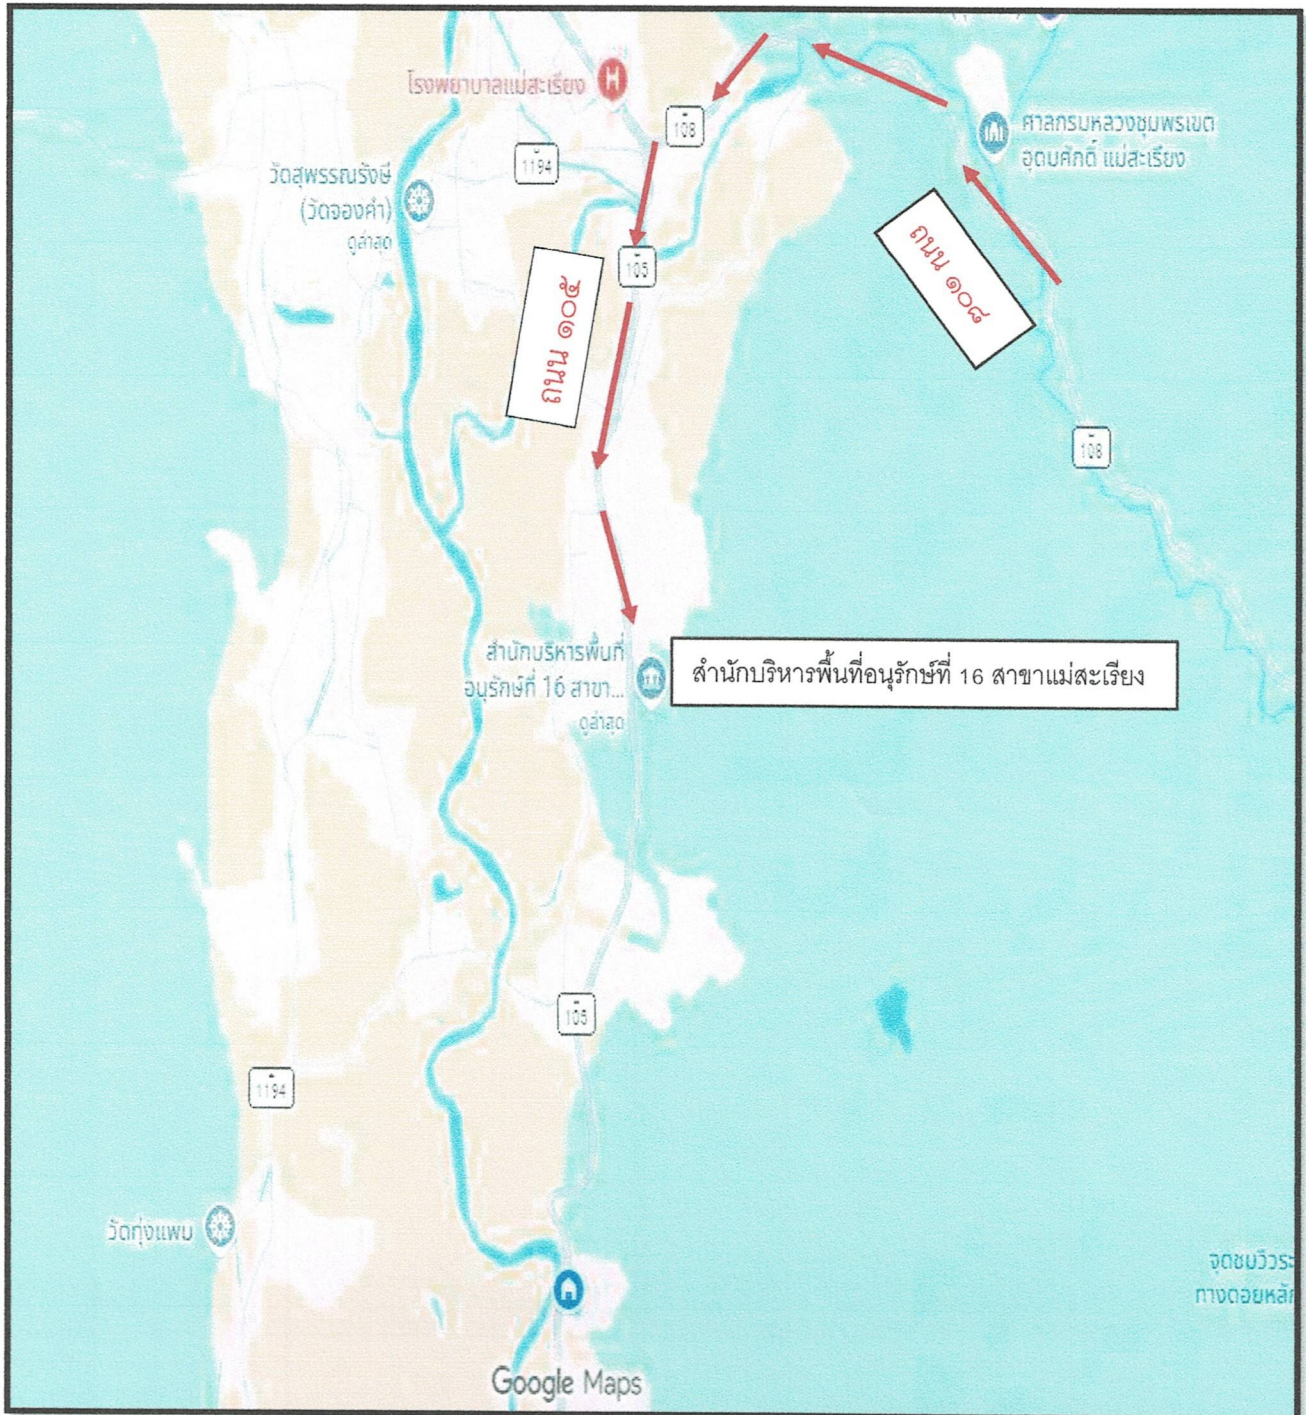 โรงพยาบาลแม่สะเรียง
H
108
ศาลกรมหลวงชุมพรเขต
อุดมศักดิ์ แม่สะเรียง
1194
วัดสุพรรณรังษี
(วัดจองคำ)
ดูล่าสุด
105
ถนน ๑๐๕
ถนน ๑๐๘
108
สำนักบริหารพื้นที่
อนุรักษ์ที่ 16 สาขา...
ดูล่าสุด
สำนักบริหารพื้นที่อนุรักษ์ที่ 16 สาขาแม่สะเรียง
105
1194
วัดทุ่งแพม
จุดชมวิวระ
ทางดอยหลัก
Google Maps